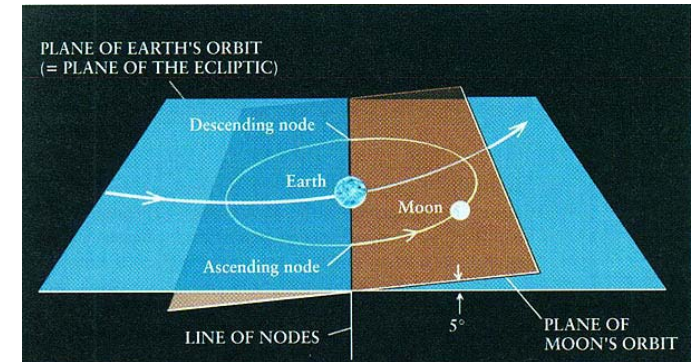 PLANE OF EARTH'S ORBIT
(= PLANE OF THE ECLIPTIC)
Descending node
Earth
Moon
Ascending node
LINE OF NODES
5°
PLANE OF
MOON'S ORBIT